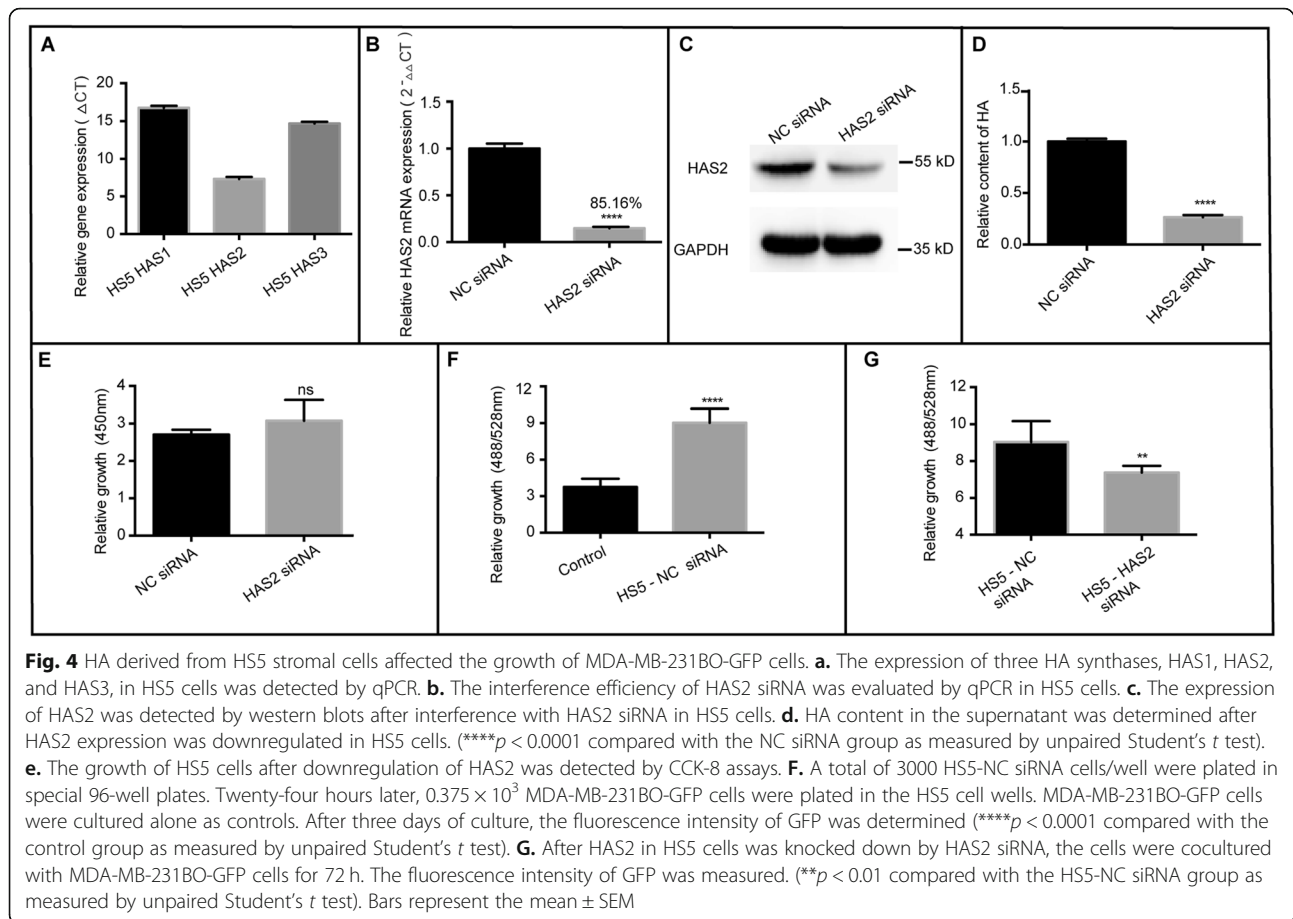 A
Relative gene expression (△CT)
20
15
10
5
0
HS5 HAS1
HS5 HAS2
HS5 HAS3
B
Relative HAS2 mRNA expression (2-△△CT)
1.5
1.0
0.5
0.0
85.16%
****
NC siRNA
HAS2 siRNA
C
NC siRNA
HAS2 siRNA
HAS2
55 kD
GAPDH
35 kD
D
Relative content of HA
1.5
1.0
0.5
0.0
****
NC siRNA
HAS2 siRNA
E
Relative growth (450nm)
4
3
2
1
0
ns
NC siRNA
HAS2 siRNA
F
Relative growth (488/528nm)
12
9
6
3
0
****
Control
HS5 - NC siRNA
G
Relative growth (488/528nm)
12
10
8
6
4
**
HS5 - NC
siRNA
HS5 - HAS2
siRNA
Fig. 4 HA derived from HS5 stromal cells affected the growth of MDA-MB-231BO-GFP cells. a. The expression of three HA synthases, HAS1, HAS2,
and HAS3, in HS5 cells was detected by qPCR. b. The interference efficiency of HAS2 siRNA was evaluated by qPCR in HS5 cells. c. The expression
of HAS2 was detected by western blots after interference with HAS2 siRNA in HS5 cells. d. HA content in the supernatant was determined after
HAS2 expression was downregulated in HS5 cells. (****p < 0.0001 compared with the NC siRNA group as measured by unpaired Student's t test).
e. The growth of HS5 cells after downregulation of HAS2 was detected by CCK-8 assays. F. A total of 3000 HS5-NC siRNA cells/well were plated in
special 96-well plates. Twenty-four hours later, 0.375 × 10³ MDA-MB-231BO-GFP cells were plated in the HS5 cell wells. MDA-MB-231BO-GFP cells
were cultured alone as controls. After three days of culture, the fluorescence intensity of GFP was determined (****p < 0.0001 compared with the
control group as measured by unpaired Student's t test). G. After HAS2 in HS5 cells was knocked down by HAS2 siRNA, the cells were cocultured
with MDA-MB-231BO-GFP cells for 72 h. The fluorescence intensity of GFP was measured. (**p < 0.01 compared with the HS5-NC siRNA group as
measured by unpaired Student's t test). Bars represent the mean ± SEM